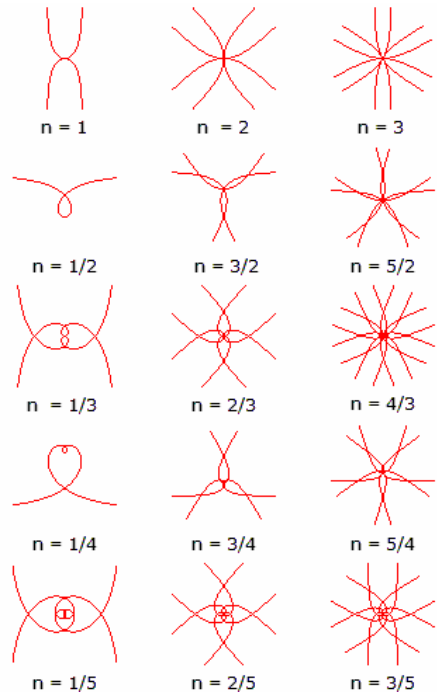 n = 1 n = 2 n = 3
n = 1/2 n = 3/2 n = 5/2
n = 1/3 n = 2/3 n = 4/3
n = 1/4 n = 3/4 n = 5/4
n = 1/5 n = 2/5 n = 3/5